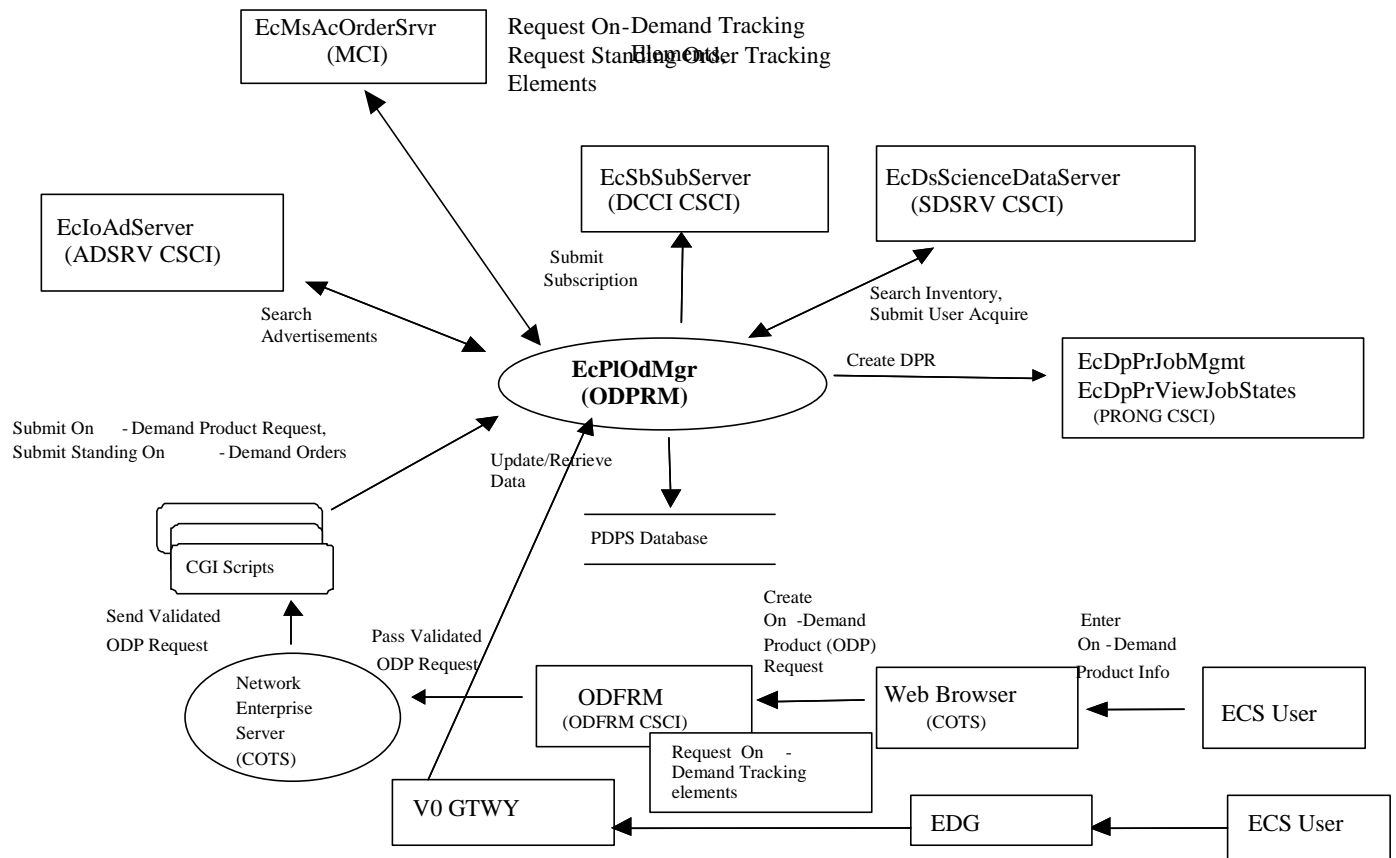 EcMsAcOrderSrvr
(MCI)
Request On-Demand Tracking
Elements,
Request Standing Order Tracking
Elements
EcSbSubServer
(DCCI CSCI)
EcDsScienceDataServer
(SDSRV CSCI)
EcIoAdServer
(ADSRV CSCI)
Submit
Subscription
Search Inventory,
Submit User Acquire
Search
Advertisements
EcPlOdMgr
(ODPRM)
Create DPR
EcDpPrJobMgmt
EcDpPrViewJobStates
(PRONG CSCI)
Submit On - Demand Product Request,
Submit Standing On - Demand Orders
Update/Retrieve
Data
PDPS Database
CGI Scripts
Send Validated
ODP Request
Pass Validated
ODP Request
Create
On -Demand
Product (ODP)
Request
Enter
On -Demand
Product Info
Network
Enterprise
Server
(COTS)
ODFRM
(ODFRM CSCI)
Web Browser
(COTS)
ECS User
Request On -
Demand Tracking
elements
V0 GTWY
EDG
ECS User